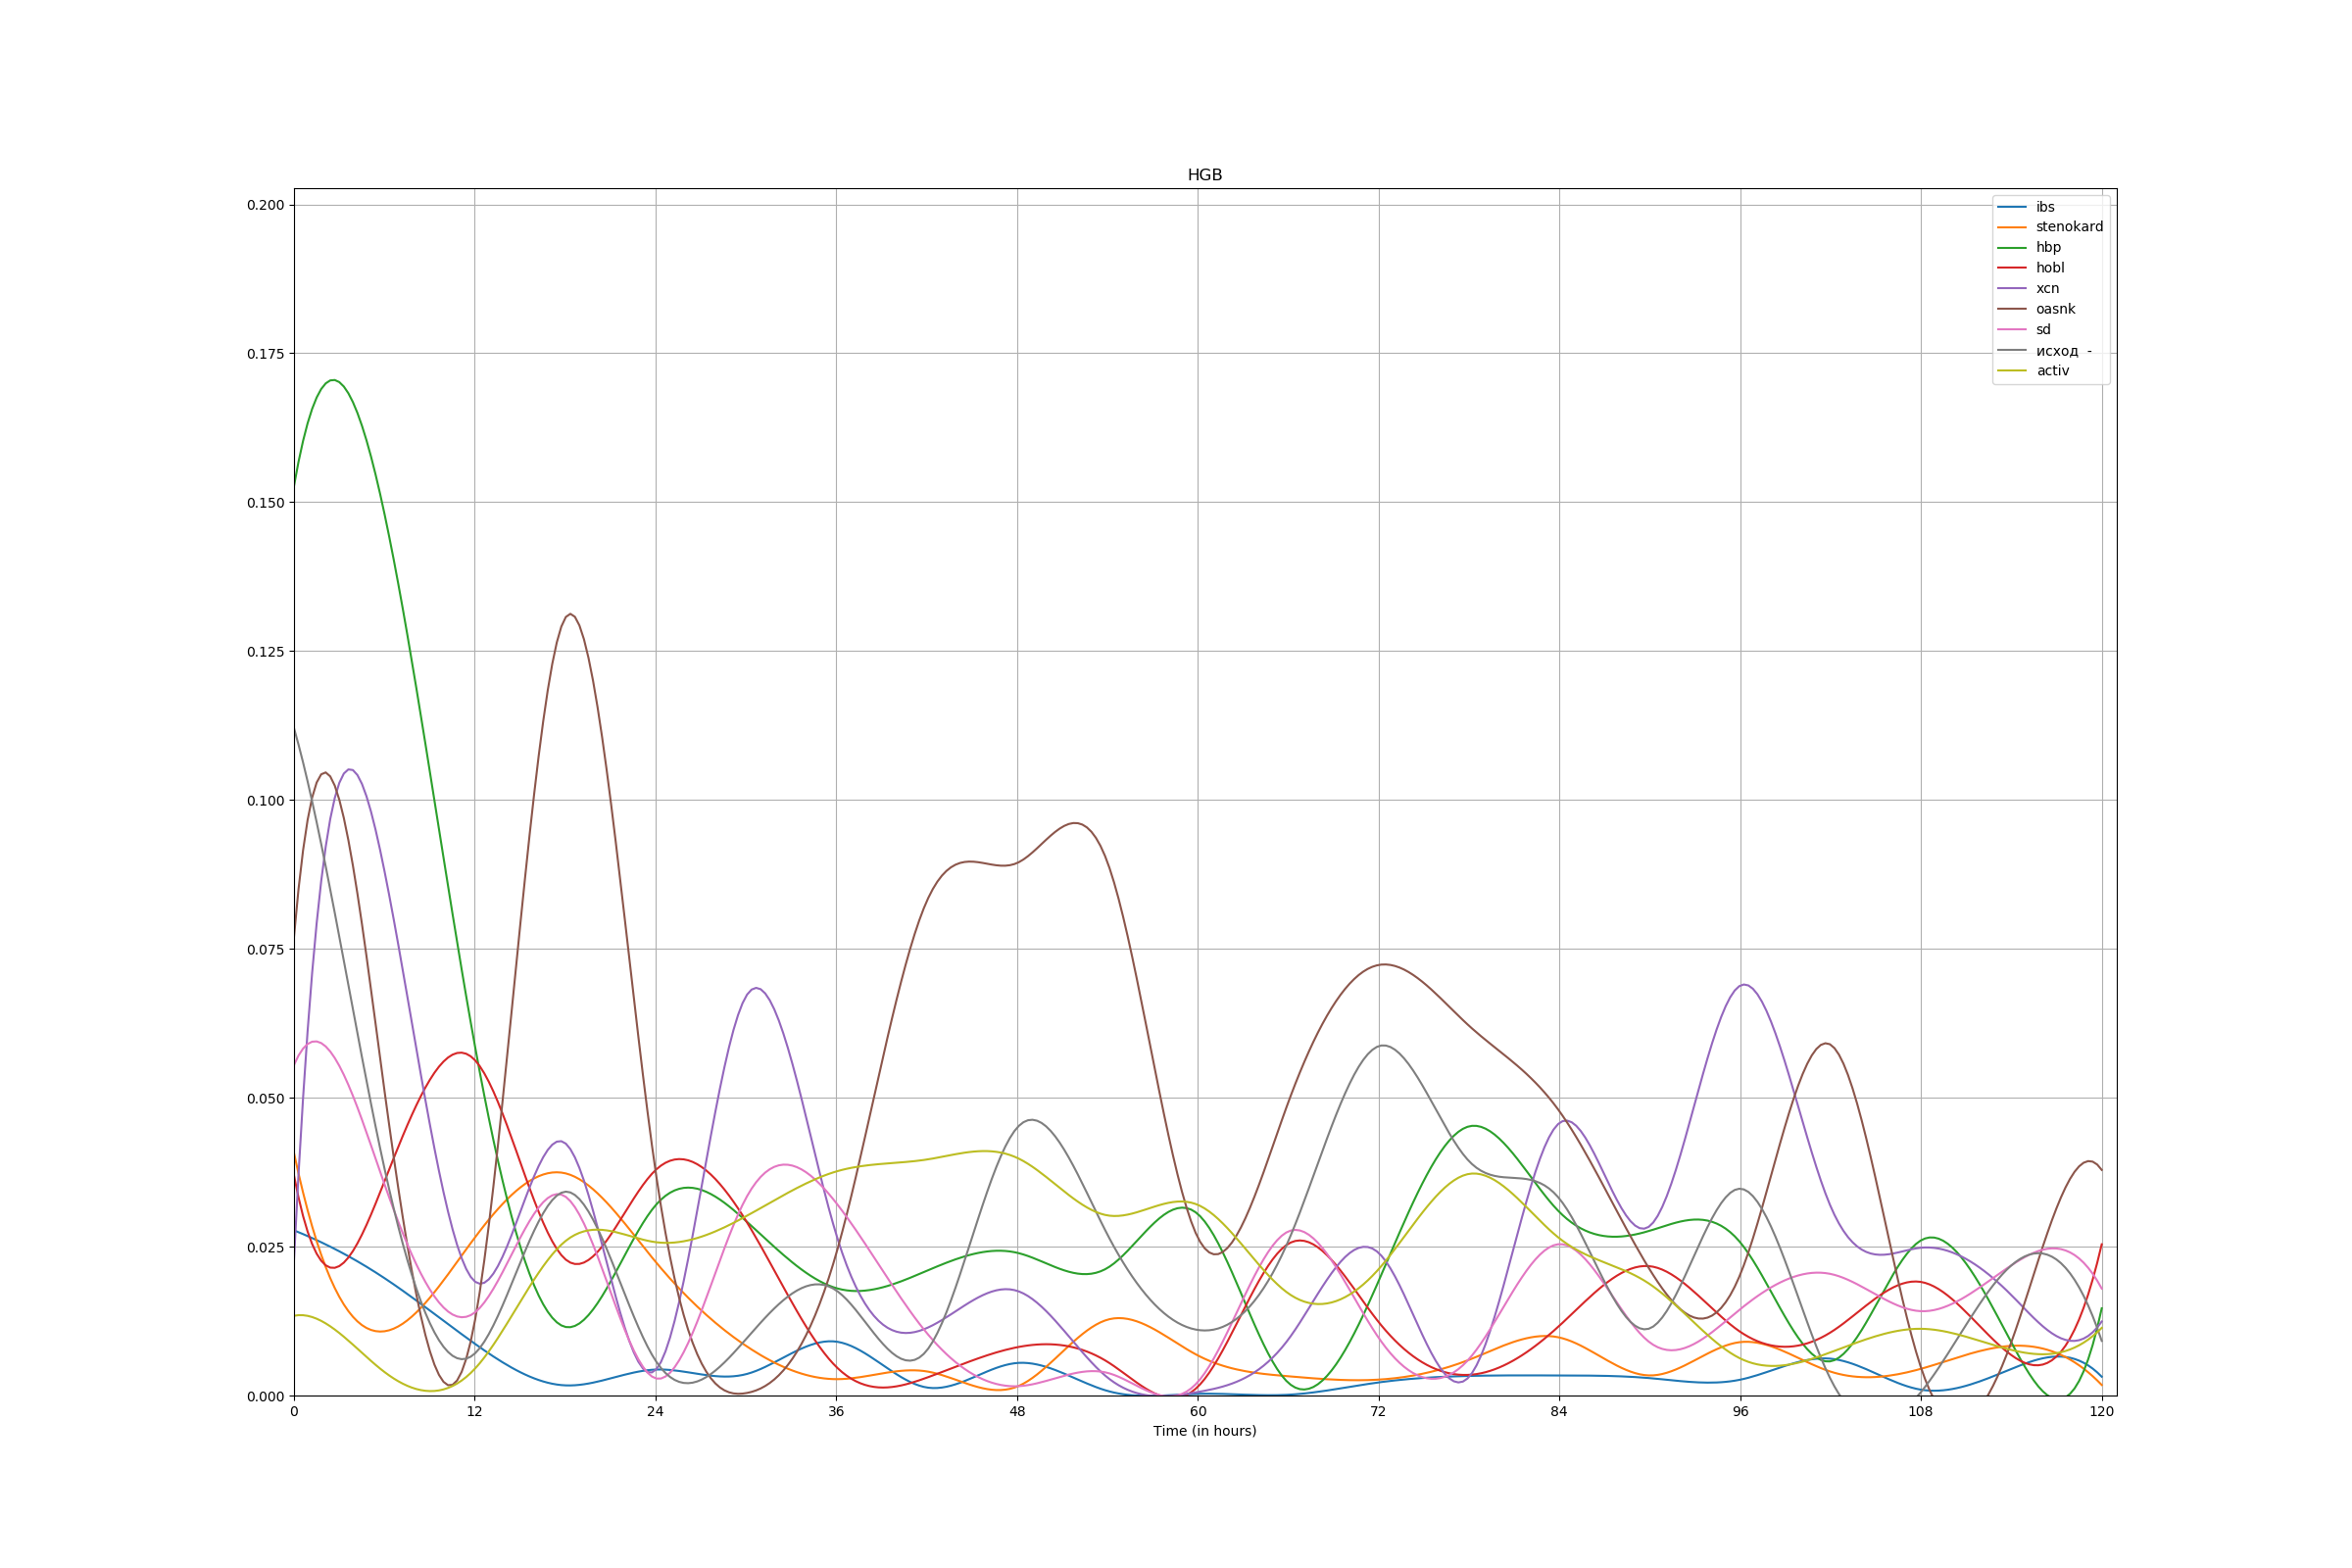 HGB
0.200
0.175
0.150
0.125
0.100
0.075
0.050
0.025
0.000
ibs
stenokard
hbp
hobl
xcn
oasnk
sd
исход -
activ
0 12 24 36 48 60 72 84 96 108 120
Time (in hours)